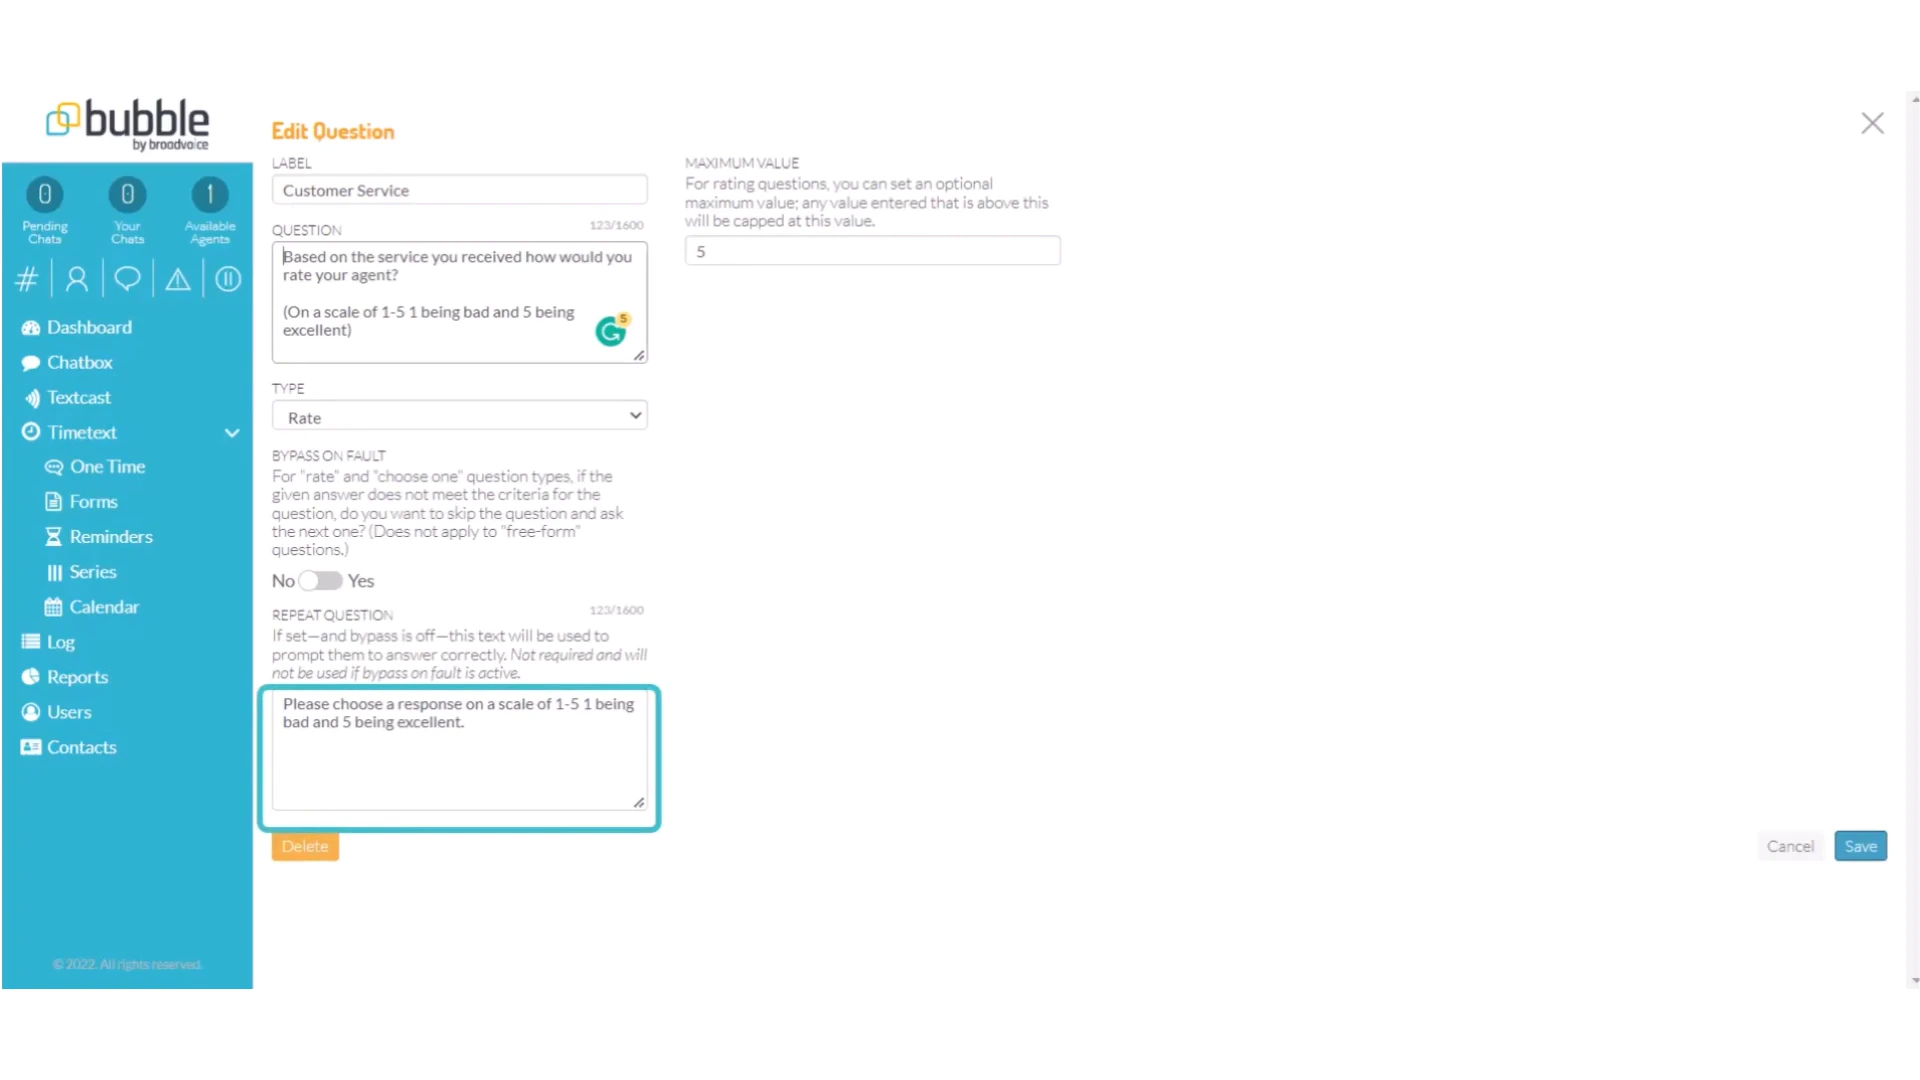 bubble
by broadvoice
0
0
1
Pending
Chats
Your
Chats
Available
Agents
Dashboard
Chatbox
Textcast
Timetext
One Time
Forms
Reminders
Series
Calendar
Log
Reports
Users
Contacts
© 2022. All rights reserved.
Edit Question
LABEL
Customer Service
QUESTION
123/1600
Based on the service you received how would you
rate your agent?
(On a scale of 1-5 1 being bad and 5 being
excellent)
5
TYPE
Rate
BYPASS ON FAULT
For "rate" and "choose one" question types, if the
given answer does not meet the criteria for the
question, do you want to skip the question and ask
the next one? (Does not apply to "free-form"
questions.)
No Yes
REPEAT QUESTION
123/1600
If set—and bypass is off—this text will be used to
prompt them to answer correctly. Not required and will
not be used if bypass on fault is active.
Please choose a response on a scale of 1-5 1 being
bad and 5 being excellent.
Delete
MAXIMUM VALUE
For rating questions, you can set an optional
maximum value; any value entered that is above this
will be capped at this value.
5
Cancel
Save